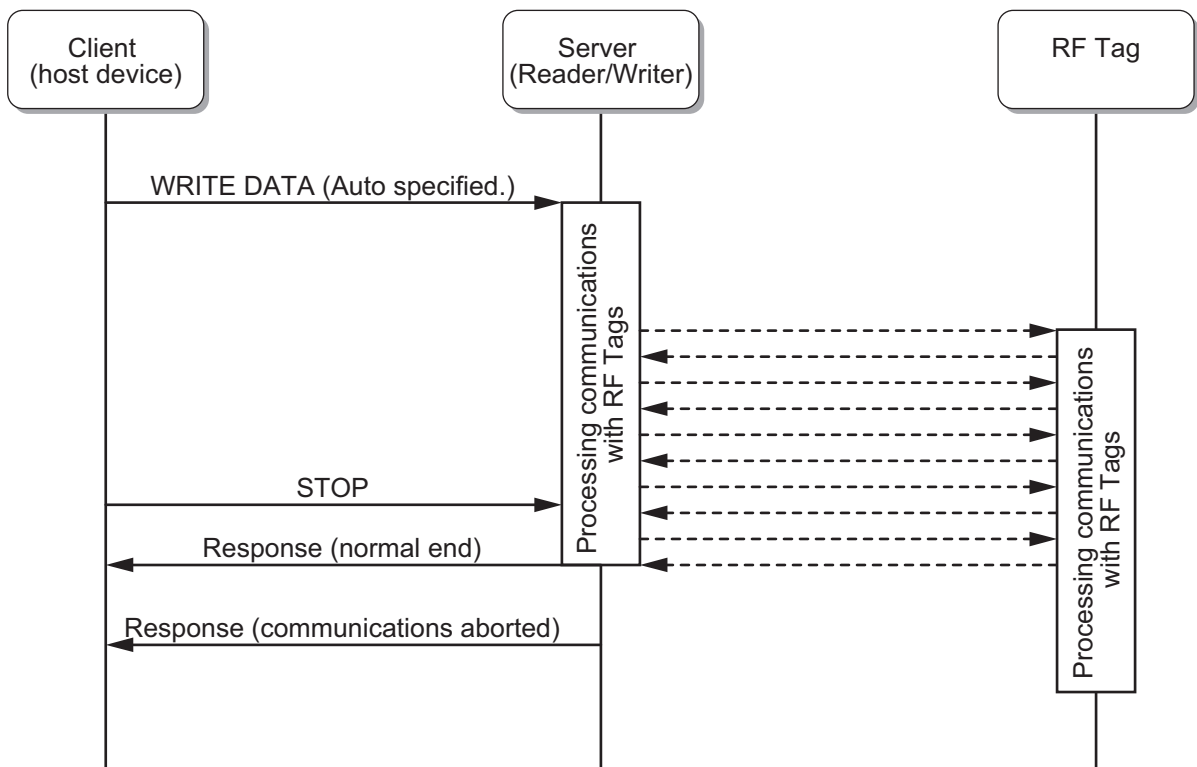 Client
(host device)
Server
(Reader/Writer)
RF Tag
WRITE DATA (Auto specified.)
Processing communications
with RF Tags
Processing communications
with RF Tags
STOP
Response (normal end)
Response (communications aborted)